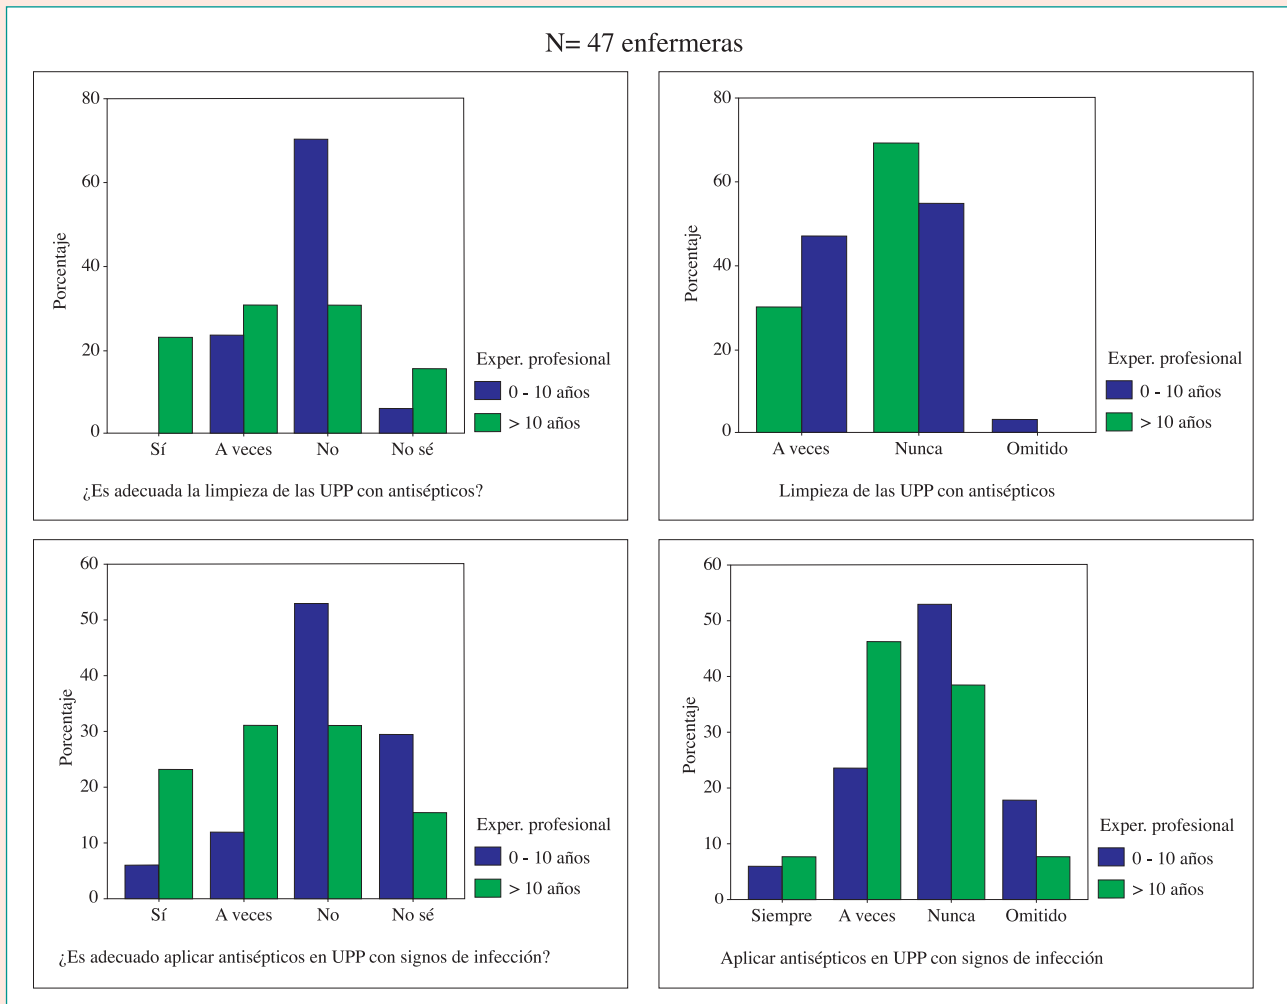 N= 47 enfermeras
80
60
40
20
0
Porcentaje
Sí A veces No No sé
Exper. profesional
0 - 10 años
> 10 años
¿Es adecuada la limpieza de las UPP con antisépticos?
80
60
40
20
0
Porcentaje
A veces Nunca Omitido
Exper. profesional
0 - 10 años
> 10 años
Limpieza de las UPP con antisépticos
60
50
40
30
20
10
0
Porcentaje
Sí A veces No No sé
Exper. profesional
0 - 10 años
> 10 años
¿Es adecuado aplicar antisépticos en UPP con signos de infección?
60
50
40
30
20
10
0
Porcentaje
Siempre A veces Nunca Omitido
Exper. profesional
0 - 10 años
> 10 años
Aplicar antisépticos en UPP con signos de infección